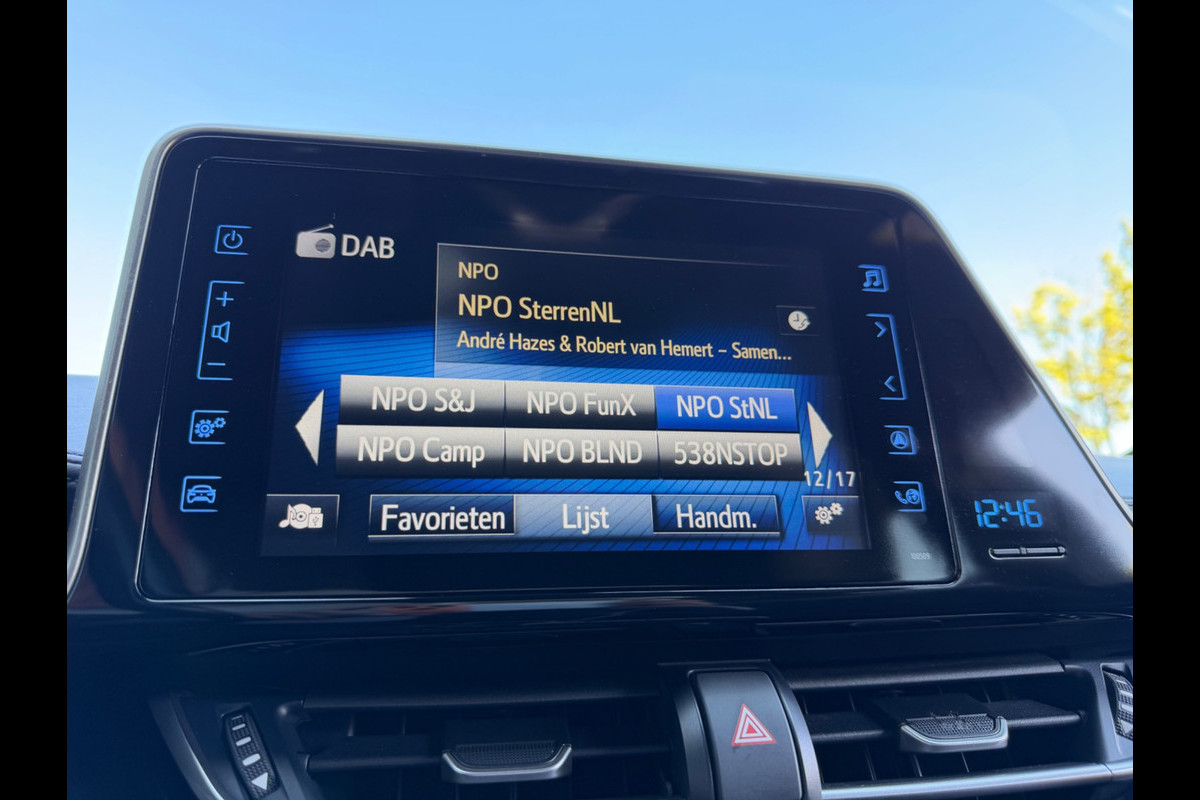 DAB
NPO
NPO SterrenNL
André Hazes & Robert van Hemert – Samen...
NPO S&J NPO FunX NPO StNL
NPO Camp NPO BLND 538NSTOP
12/17
Favorieten Lijst Handm.
12:46